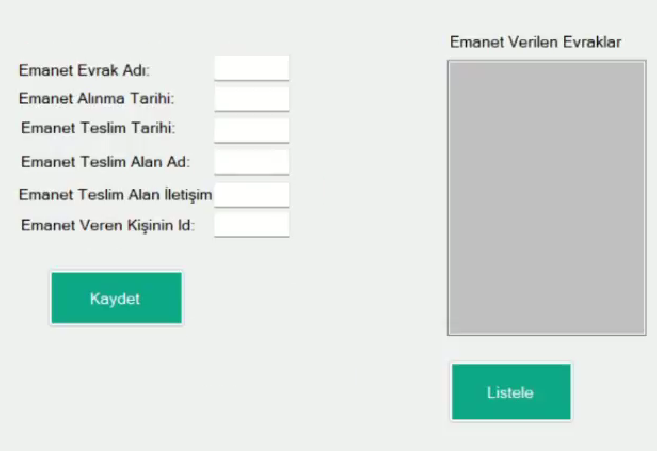 Emanet Evrak Adı:
Emanet Alınma Tarihi:
Emanet Teslim Tarihi:
Emanet Teslim Alan Ad:
Emanet Teslim Alan İletişim
Emanet Veren Kişinin Id:
Kaydet
Emanet Verilen Evraklar
Listele